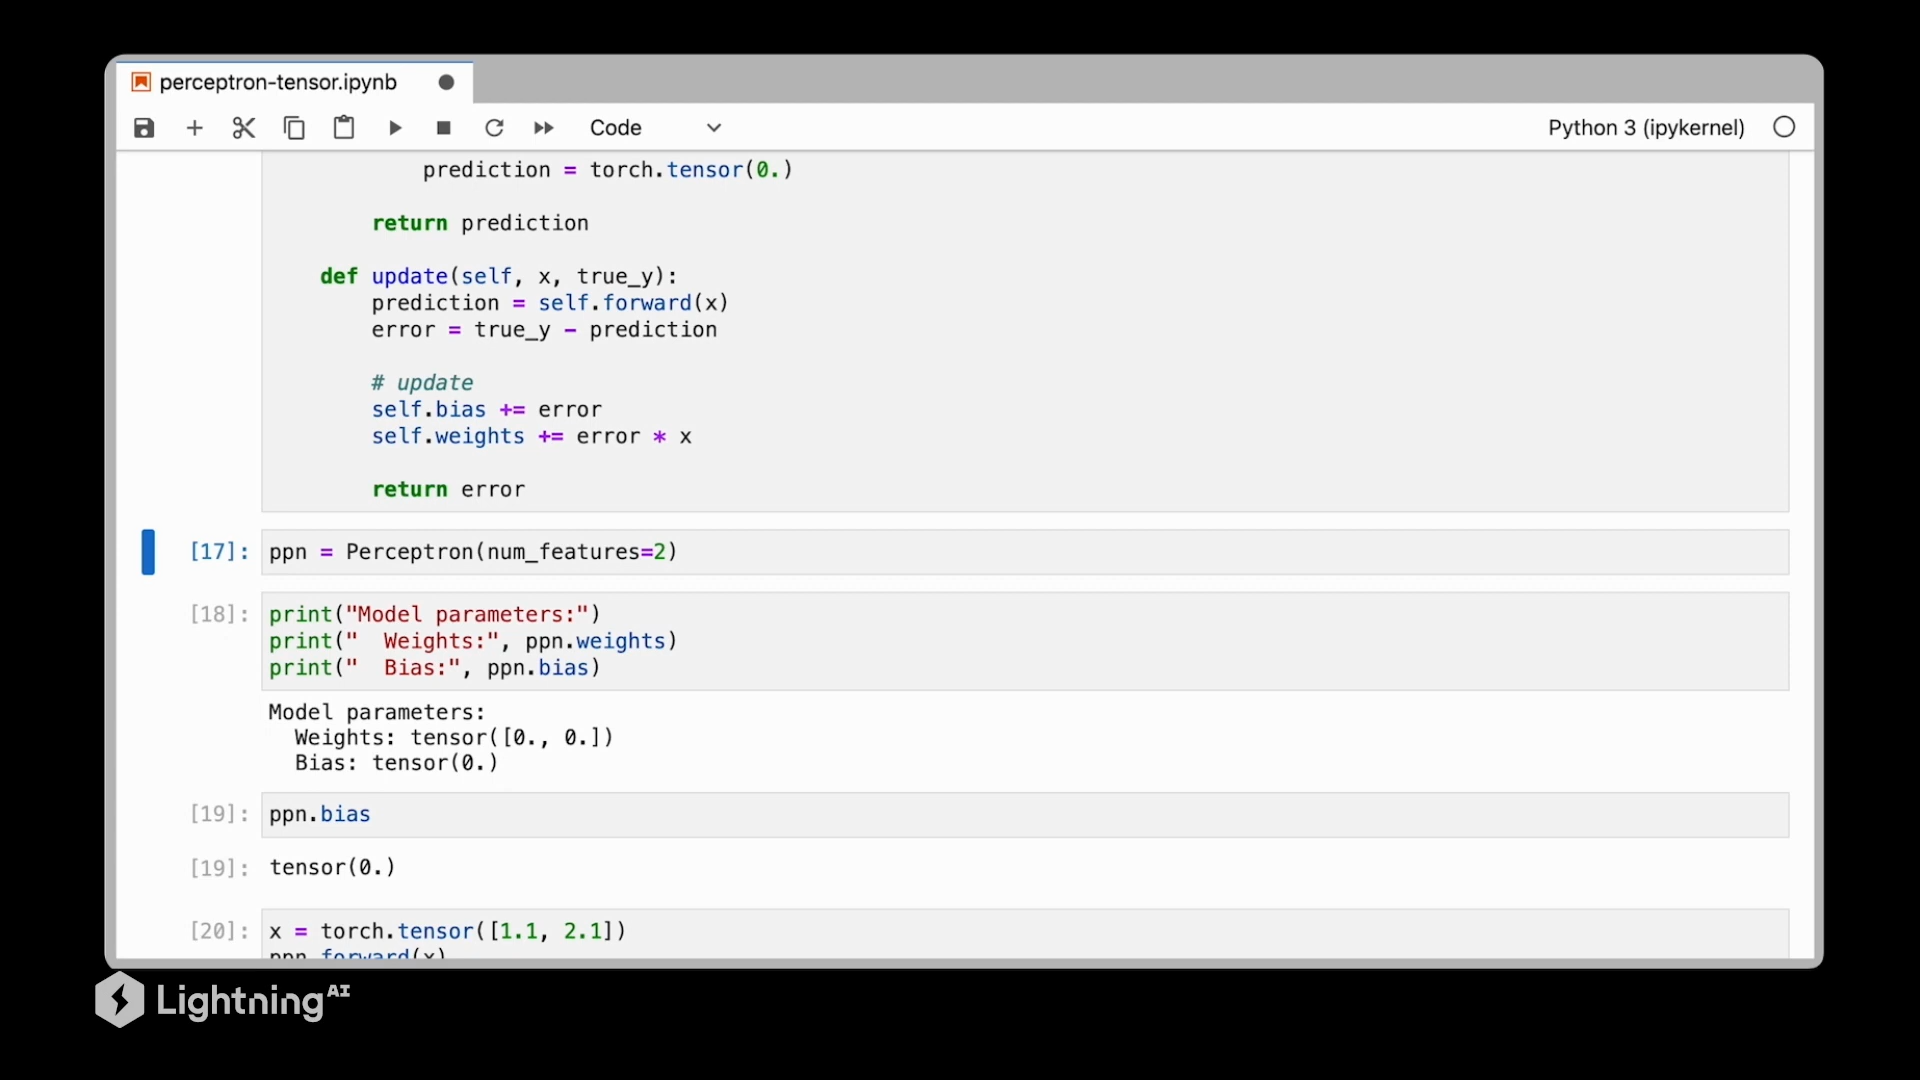 perceptron-tensor.ipynb
Code
Python 3 (ipykernel)
prediction = torch.tensor(0.)
return prediction
def update(self, x, true_y):
prediction = self.forward(x)
error = true_y - prediction
# update
self.bias += error
self.weights += error * x
return error
[17]: ppn = Perceptron(num_features=2)
[18]: print("Model parameters:")
print("  Weights:", ppn.weights)
print("  Bias:", ppn.bias)
Model parameters:
  Weights: tensor([0., 0.])
  Bias: tensor(0.)
[19]: ppn.bias
[19]: tensor(0.)
[20]: x = torch.tensor([1.1, 2.1])
ppn.forward(x)
Lightning AI